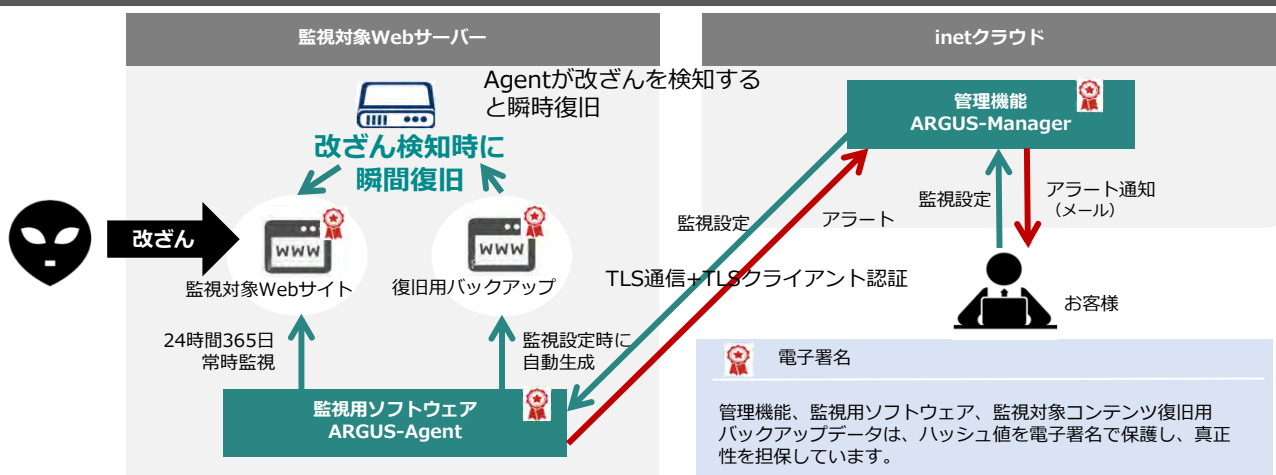 監視対象Webサーバー
inetクラウド
Agentが改ざんを検知する
と瞬時復旧
管理機能
ARGUS-Manager
改ざん検知時に
瞬間復旧
監視設定
アラート
監視設定
アラート通知
（メール）
改ざん
WWW
WWW
監視対象Webサイト
復旧用バックアップ
TLS通信+TLSクライアント認証
お客様
24時間365日
常時監視
監視設定時に
自動生成
監視用ソフトウェア
ARGUS-Agent
電子署名
管理機能、監視用ソフトウェア、監視対象コンテンツ復旧用
バックアップデータは、ハッシュ値を電子署名で保護し、真正
性を担保しています。